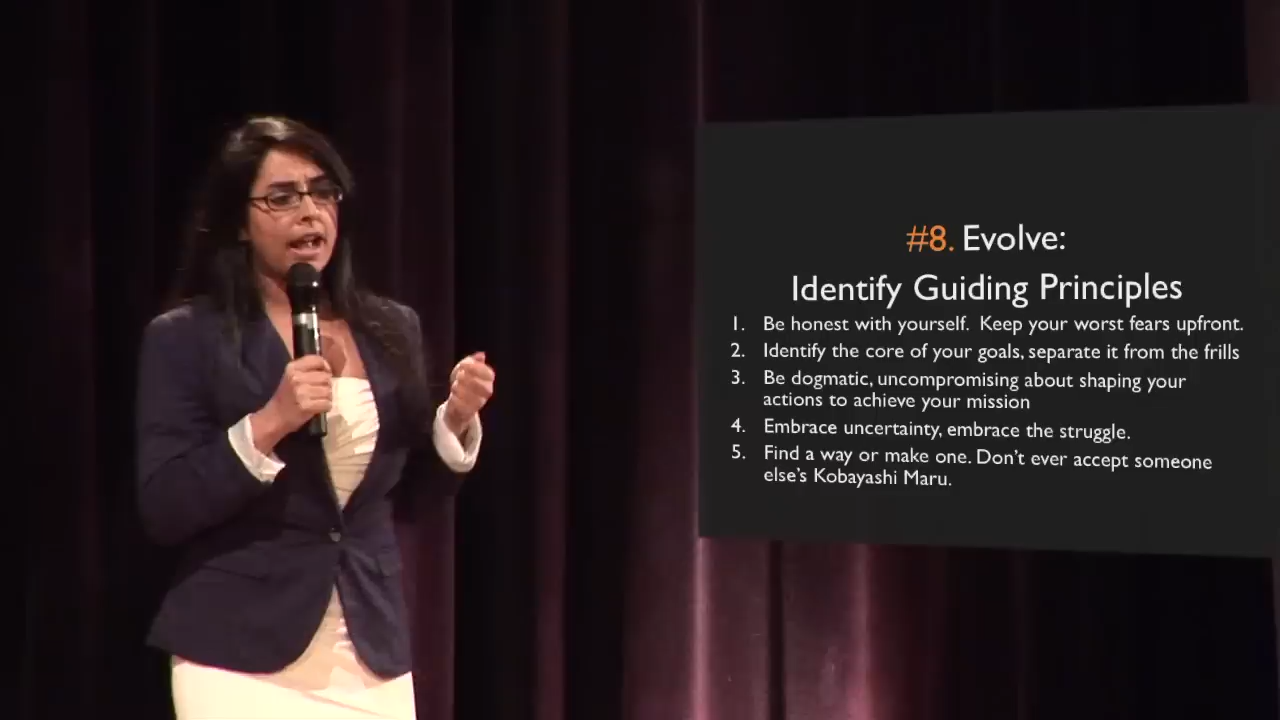 #8. Evolve:
Identify Guiding Principles
1. Be honest with yourself. Keep your worst fears upfront.
2. Identify the core of your goals, separate it from the frills
3. Be dogmatic, uncompromising about shaping your
actions to achieve your mission
4. Embrace uncertainty, embrace the struggle.
5. Find a way or make one. Don't ever accept someone
else's Kobayashi Maru.